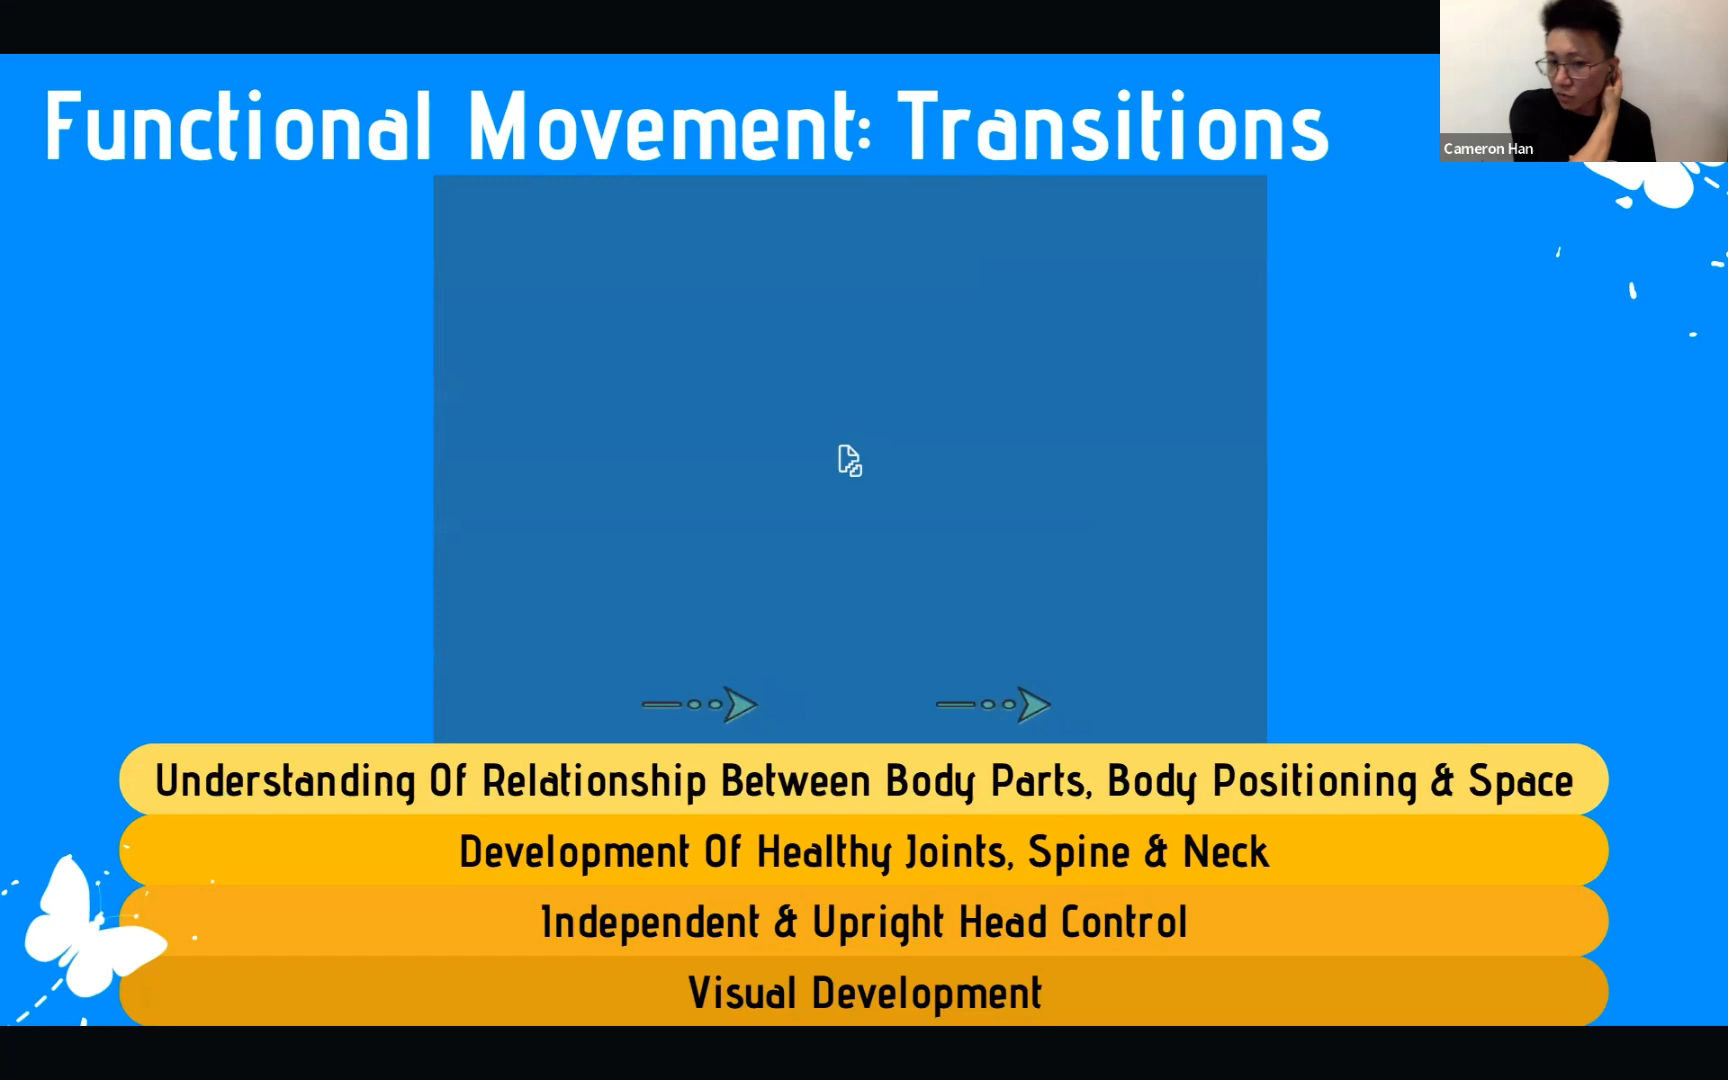 Functional Movement: Transitions
Cameron Han
Understanding Of Relationship Between Body Parts, Body Positioning & Space
Development Of Healthy Joints, Spine & Neck
Independent & Upright Head Control
Visual Development